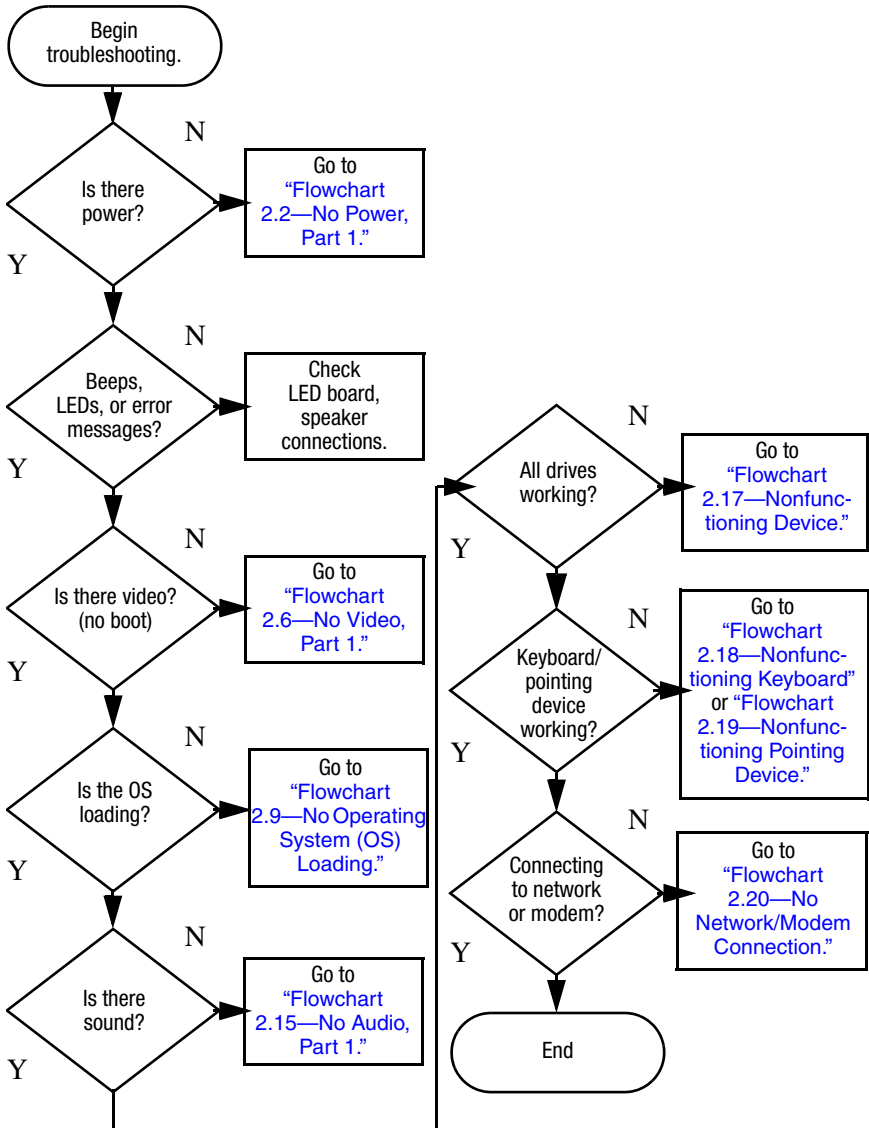 Begin
troubleshooting.
N
Is there
power?
Go to
“Flowchart
2.2—No Power,
Part 1.”
Y
N
Beeps,
LEDs, or error
messages?
Check
LED board,
speaker
connections.
Y
N
Is there video?
(no boot)
Go to
“Flowchart
2.6—No Video,
Part 1.”
Y
N
Is the OS
loading?
Go to
“Flowchart
2.9—No Operating
System (OS)
Loading.”
Y
N
Is there
sound?
Go to
“Flowchart
2.15—No Audio,
Part 1.”
Y
N
All drives
working?
Go to
“Flowchart
2.17—Nonfunc-
tioning Device.”
Y
N
Keyboard/
pointing
device
working?
Go to
“Flowchart
2.18—Nonfunc-
tioning Keyboard”
or “Flowchart
2.19—Nonfunc-
tioning Pointing
Device.”
Y
N
Connecting
to network
or modem?
Go to
“Flowchart
2.20—No
Network/Modem
Connection.”
Y
End